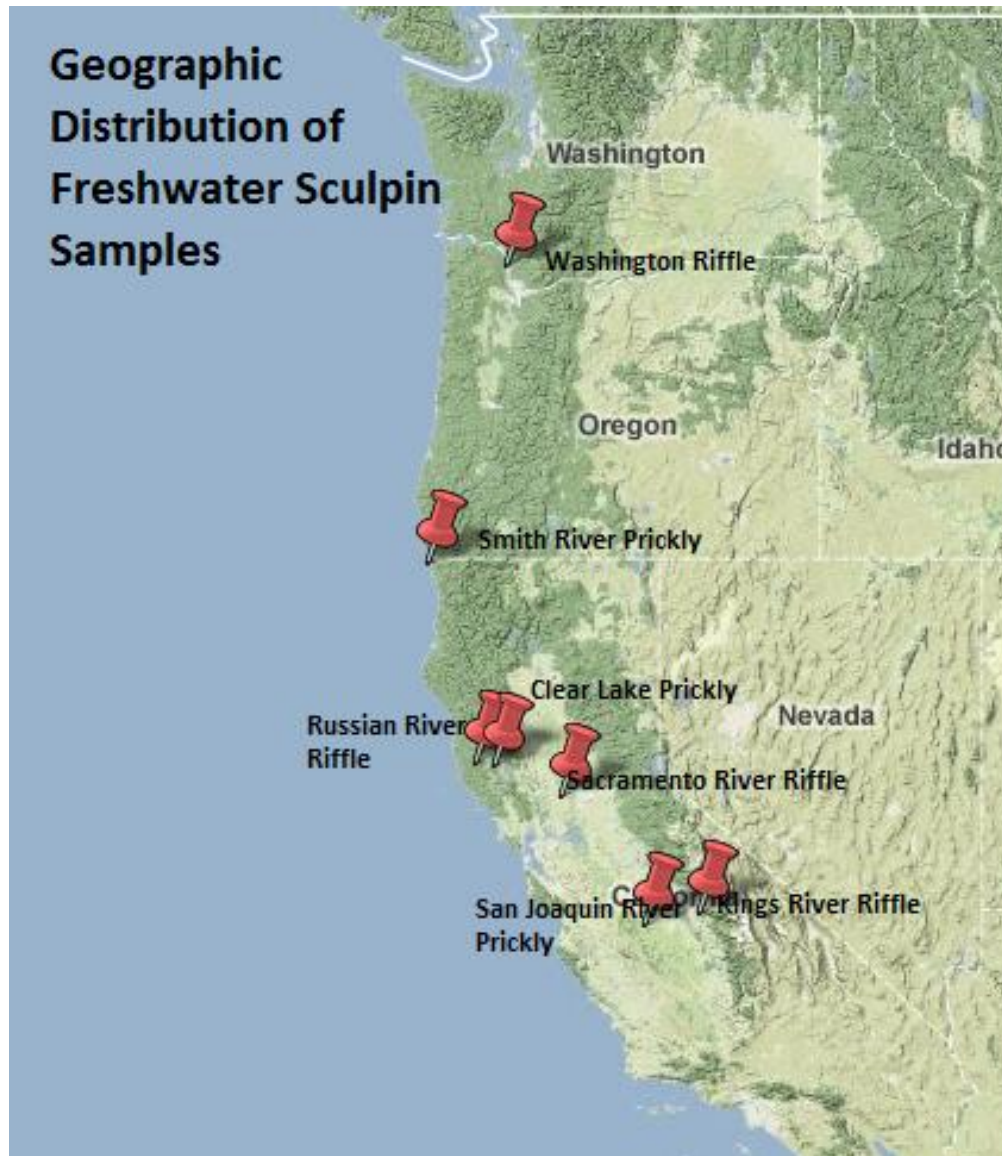 Geographic
Distribution of
Freshwater Sculpin
Samples
Washington
Washington Riffle
Oregon
Idaho
Smith River Prickly
Clear Lake Prickly
Russian River
Riffle
Nevada
Sacramento River Riffle
San Joaquin River
Prickly
Kings River Riffle